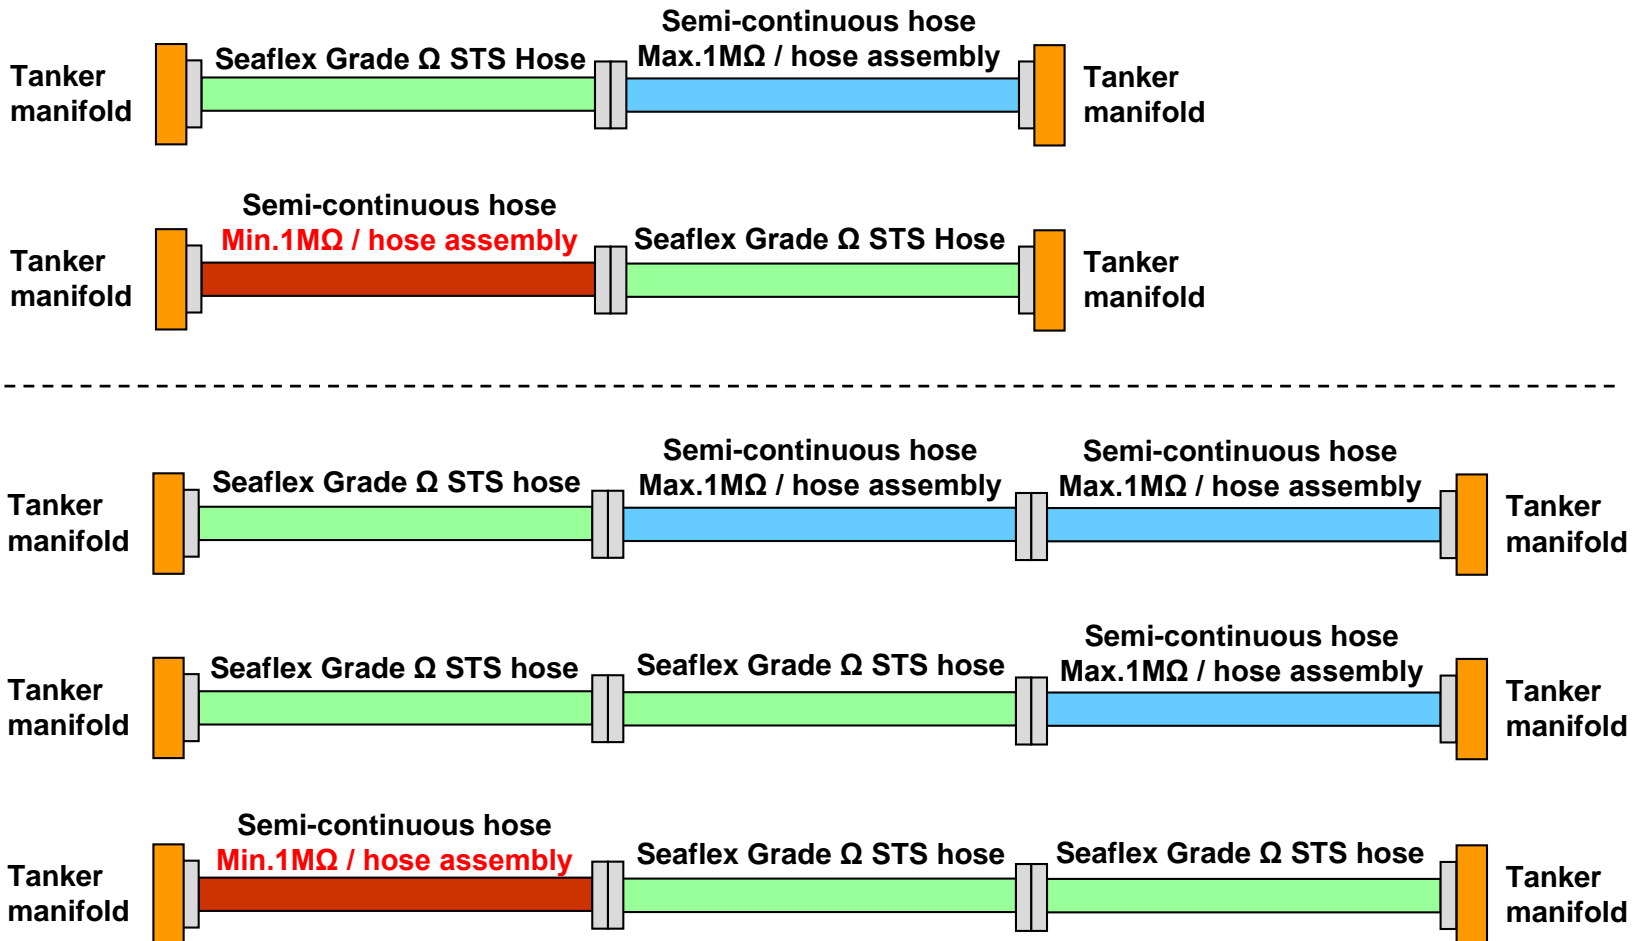 Semi-continuous hose
Max.1MΩ / hose assembly
Seaflex Grade Ω STS Hose
Tanker
manifold
Tanker
manifold
Semi-continuous hose
Min.1MΩ / hose assembly
Seaflex Grade Ω STS Hose
Tanker
manifold
Tanker
manifold
Seaflex Grade Ω STS hose
Semi-continuous hose
Max.1MΩ / hose assembly
Semi-continuous hose
Max.1MΩ / hose assembly
Tanker
manifold
Tanker
manifold
Seaflex Grade Ω STS hose
Seaflex Grade Ω STS hose
Semi-continuous hose
Max.1MΩ / hose assembly
Tanker
manifold
Tanker
manifold
Semi-continuous hose
Min.1MΩ / hose assembly
Seaflex Grade Ω STS hose
Seaflex Grade Ω STS hose
Tanker
manifold
Tanker
manifold